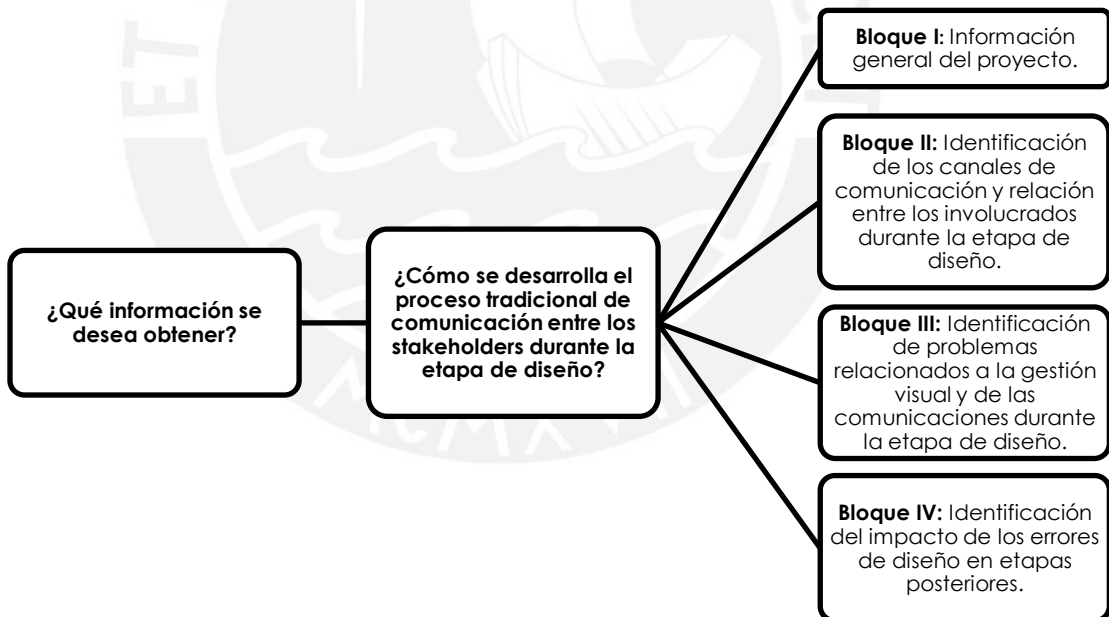 ¿Qué información se
desea obtener?
¿Cómo se desarrolla el
proceso tradicional de
comunicación entre los
stakeholders durante la
etapa de diseño?
Bloque I: Información
general del proyecto.
Bloque II: Identificación
de los canales de
comunicación y relación
entre los involucrados
durante la etapa de
diseño.
Bloque III: Identificación
de problemas
relacionados a la gestión
visual y de las
comunicaciones durante
la etapa de diseño.
Bloque IV: Identificación
del impacto de los errores
de diseño en etapas
posteriores.
ET